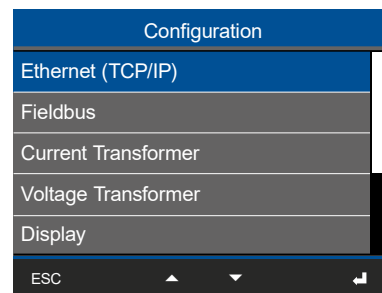 Configuration
Ethernet (TCP/IP)
Fieldbus
Current Transformer
Voltage Transformer
Display
ESC